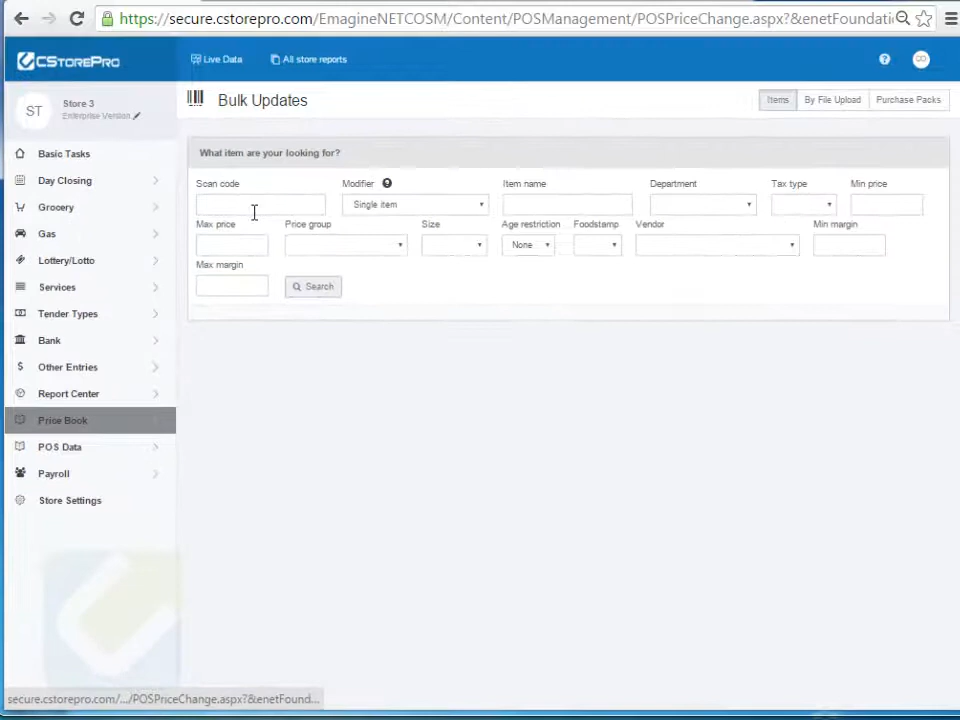 https://secure.cstorepro.com/EmagineNETCOSM/Content/POSManagement/POSPriceChange.aspx?&enetFoundati
CSTOREPRO
Live Data
All store reports
ST
Store 3
Enterprise Version
Bulk Updates
Items
By File Upload
Purchase Packs
Basic Tasks
Day Closing
Grocery
Gas
Lottery/Lotto
Services
Tender Types
Bank
Other Entries
Report Center
Price Book
POS Data
Payroll
Store Settings
What item are your looking for?
Scan code
Modifier
Item name
Department
Tax type
Min price
Single item
Max price
Price group
Size
Age restriction
Foodstamp
Vendor
Min margin
None
Max margin
Search
secure.cstorepro.com/.../POSPriceChange.aspx?&enetFound...